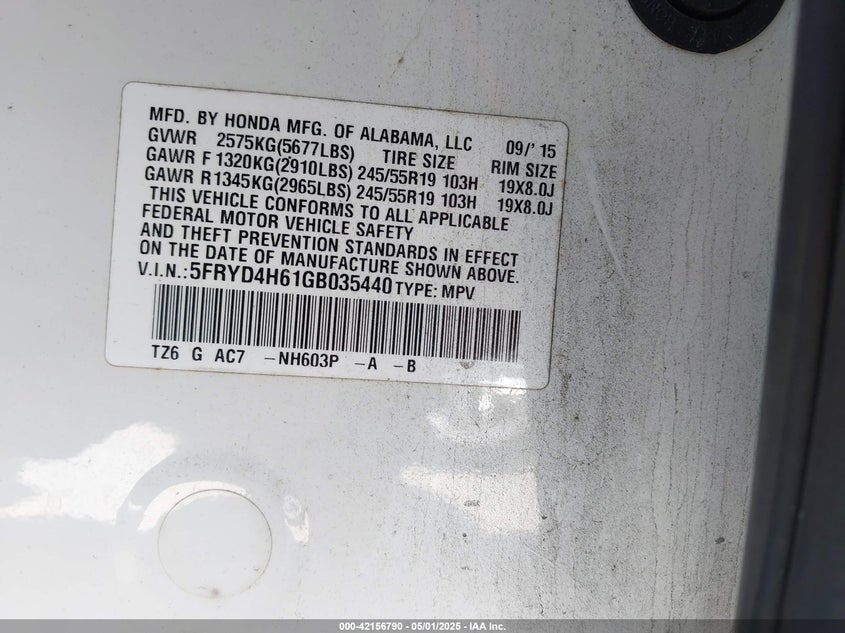 MFD. BY HONDA MFG. OF ALABAMA, LLC 09/' 15
GVWR 2575KG(5677LBS) TIRE SIZE RIM SIZE
GAWR F 1320KG(2910LBS) 245/55R19 103H 19X8.0J
GAWR R1345KG(2965LBS) 245/55R19 103H 19X8.0J
THIS VEHICLE CONFORMS TO ALL APPLICABLE
FEDERAL MOTOR VEHICLE SAFETY
AND THEFT PREVENTION STANDARDS IN EFFECT
ON THE DATE OF MANUFACTURE SHOWN ABOVE.
V.I.N.:5FRYD4H61GB035440 TYPE: MPV
TZ6 G AC7 -NH603P -A -B
000-42156790 - 05/01/2025 - IAA Inc.